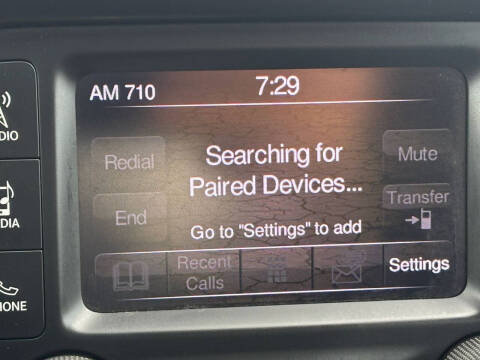 AM 710
7:29
Redial
Searching for
Paired Devices...
Mute
End
Transfer
Go to "Settings" to add
Recent
Calls
Settings